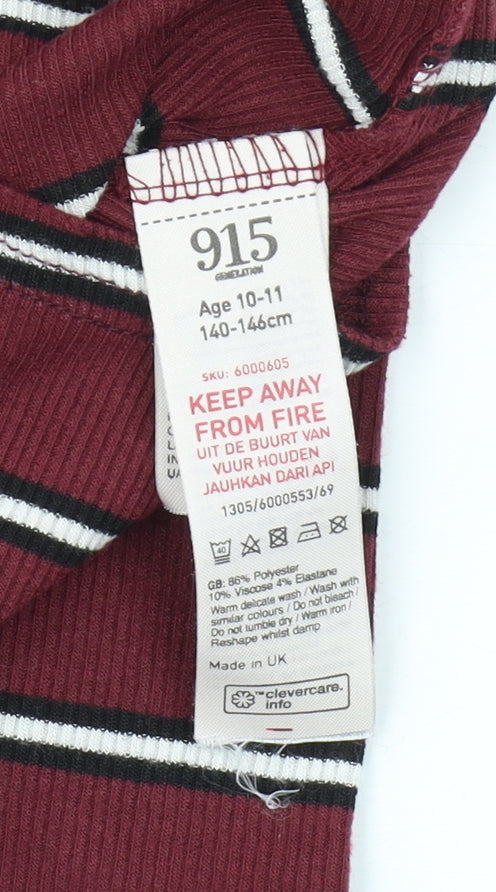 915
GENERATION
Age 10-11
140-146cm
SKU: 6000605
KEEP AWAY
FROM FIRE
UIT DE BUURT VAN
VUUR HOUDEN
JAUHKAN DARI API
1305/6000553/69
40
GB: 86% Polyester
10% Viscose 4% Elastane
Warm delicate wash / Wash with
similar colours / Do not bleach /
Do not tumble dry / Warm iron /
Reshape whilst damp
Made in UK
™clevercare.
info